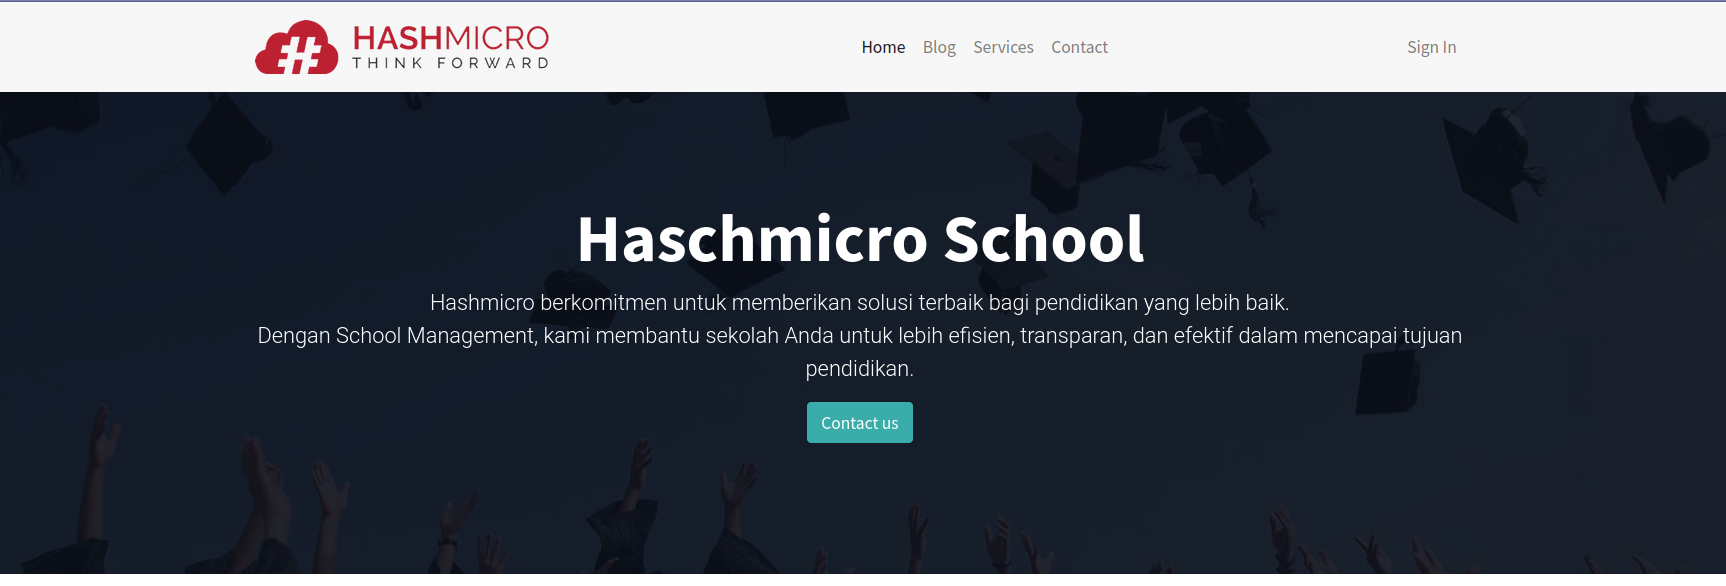 HASHMICRO
THINK FORWARD
Home Blog Services Contact Sign In
Haschmicro School
Hashmicro berkomitmen untuk memberikan solusi terbaik bagi pendidikan yang lebih baik.
Dengan School Management, kami membantu sekolah Anda untuk lebih efisien, transparan, dan efektif dalam mencapai tujuan
pendidikan.
Contact us